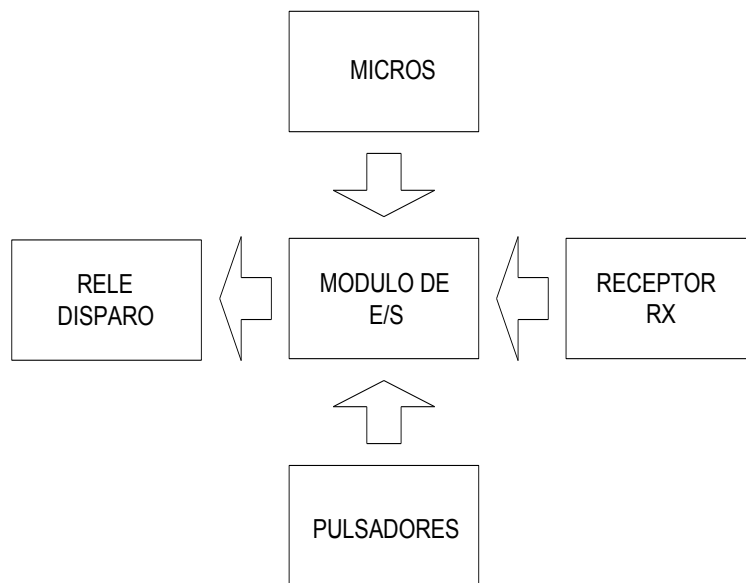 MICROS
RELE
DISPARO
MODULO DE
E/S
RECEPTOR
RX
PULSADORES